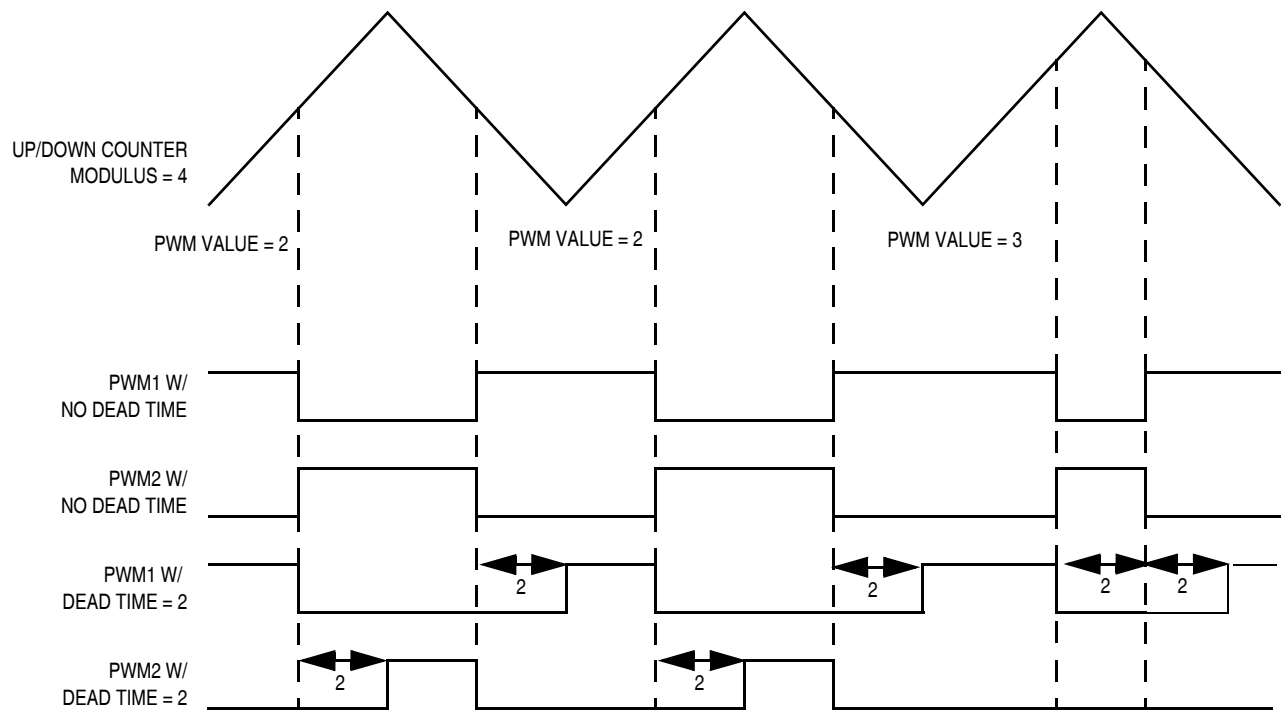 UP/DOWN COUNTER
MODULUS = 4
PWM VALUE = 2
PWM VALUE = 2
PWM VALUE = 3
PWM1 W/
NO DEAD TIME
PWM2 W/
NO DEAD TIME
PWM1 W/
DEAD TIME = 2
2
2
2
2
PWM2 W/
DEAD TIME = 2
2
2